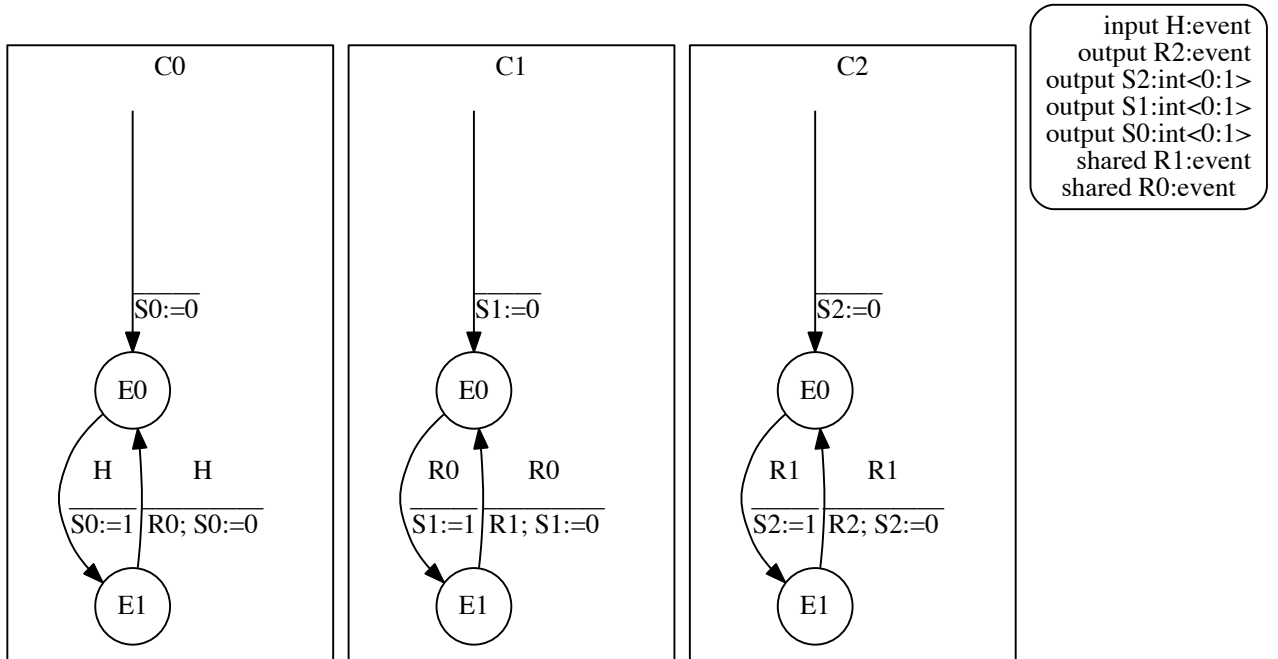 C0
S0:=0
E0
H
S0:=1
H
R0; S0:=0
E1
C1
S1:=0
E0
R0
S1:=1
R0
R1; S1:=0
E1
C2
S2:=0
E0
R1
S2:=1
R1
R2; S2:=0
E1
input H:event
output R2:event
output S2:int<0:1>
output S1:int<0:1>
output S0:int<0:1>
shared R1:event
shared R0:event